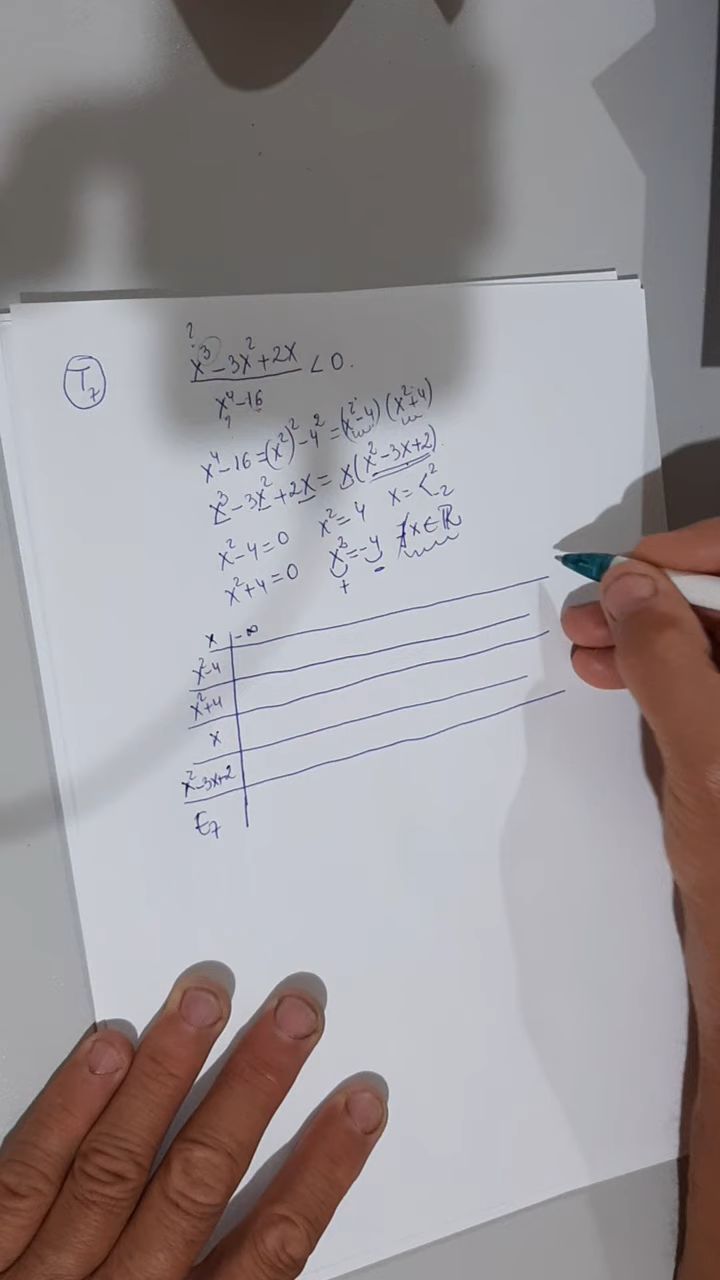 ?
T₇ x³ - 3x² + 2x < 0.
x⁴ - 16
?
x⁴ - 16 = (x²)² - 4² = (x² - 4) (x² + 4)
x³ - 3x² + 2x = x(x² - 3x + 2)
x² - 4 = 0 x² = 4 x = < 2 -2
x² + 4 = 0 x² = -4 ∄x ∈ ℝ
+ -
x -∞
x² - 4
x² + 4
x
x² - 3x + 2
E₇